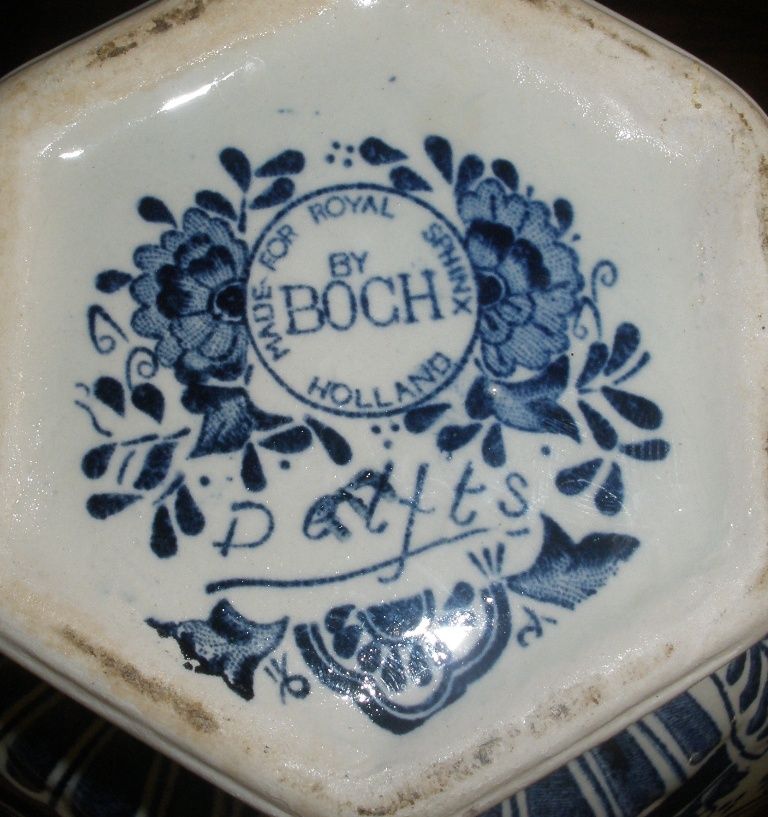 MADE FOR ROYAL SPHINX
BY
BOCH
HOLLAND
Delfts